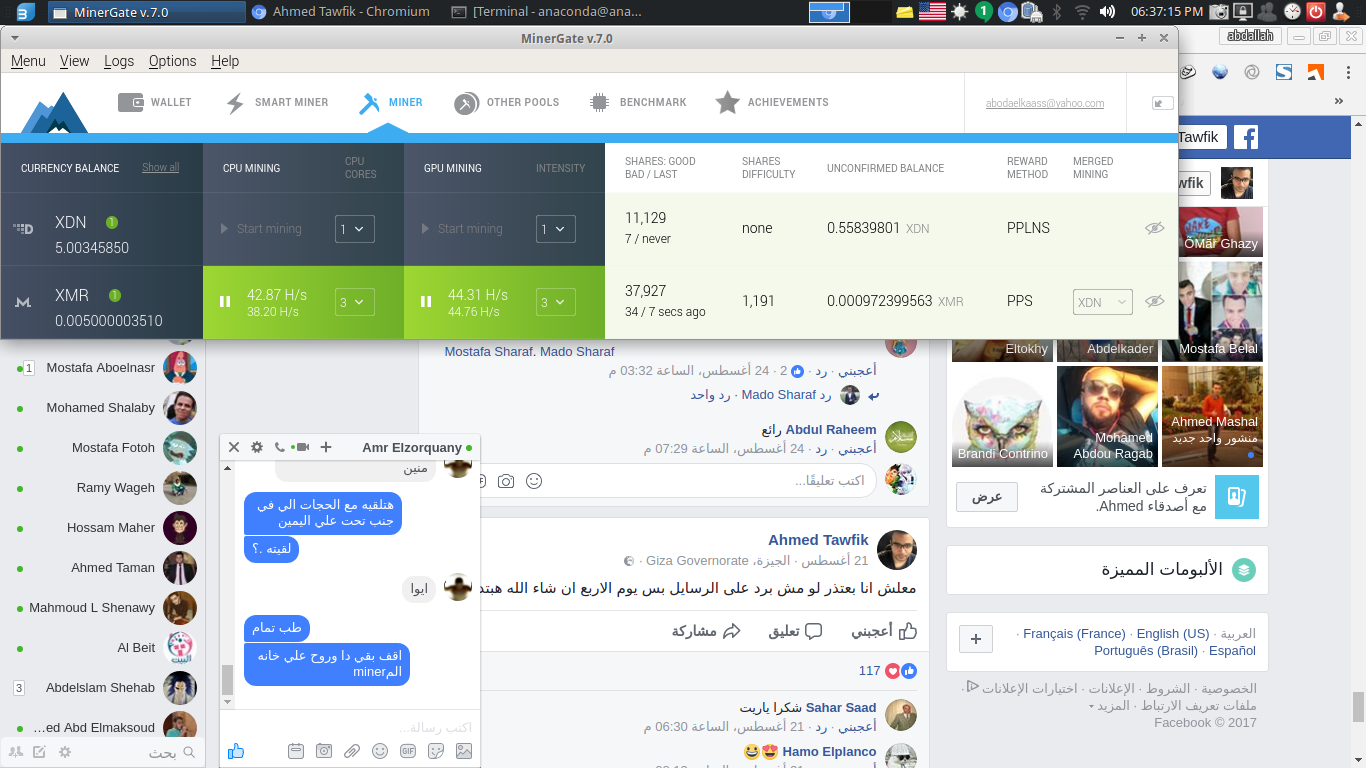 MinerGate v.7.0
Ahmed Tawfik - Chromium
[Terminal - anaconda@ana...
06:37:15 PM
MinerGate v.7.0
abdallah
Menu View Logs Options Help
WALLET
SMART MINER
MINER
OTHER POOLS
BENCHMARK
ACHIEVEMENTS
abodaelkaass@yahoo.com
CURRENCY BALANCE Show all
CPU MINING
CPU CORES
GPU MINING
INTENSITY
SHARES: GOOD
BAD / LAST
SHARES
DIFFICULTY
UNCONFIRMED BALANCE
REWARD
METHOD
MERGED
MINING
XDN 1
5.00345850
Start mining 1
Start mining 1
11,129
7 / never
none
0.55839801 XDN
PPLNS
XMR 1
0.005000003510
42.87 H/s
38.20 H/s
3
44.31 H/s
44.76 H/s
3
37,927
34 / 7 secs ago
1,191
0.000972399563 XMR
PPS
XDN
Tawfik
wfik
1 Mostafa Aboelnasr
Mohamed Shalaby
Mostafa Fotoh
Ramy Wageh
Hossam Maher
Ahmed Taman
Mahmoud L Shenawy
Al Beit
3 Abdelslam Shehab
...ed Abd Elmaksoud
بحث
Amr Elzorquany
منين
هتلقيه مع الحجات الي في
جنب تحت علي اليمين
لقيته .؟
ايوا
طب تمام
اقف بقي دا وروح علي خانه
المminer
اكتب رسالة...
GIF
Mostafa Sharaf، Mado Sharaf
أعجبني · رد · 2 · 24 أغسطس، الساعة 03:32 م
رد Mado Sharaf · رد واحد
Abdul Raheem رائع
أعجبني · رد · 24 أغسطس، الساعة 07:29 م
اكتب تعليقًا...
Ahmed Tawfik
21 أغسطس · الجيزة، Giza Governorate ·
معلش انا بعتذر لو مش برد على الرسايل بس يوم الاربع ان شاء الله هبتد
أعجبني تعليق مشاركة
117
Sahar Saad شكرا ياريت
أعجبني · رد · 21 أغسطس، الساعة 06:30 م
Hamo Elplanco
ÖMar Ghazy
Eltokhy
Abdelkader
Mostafa Belal
Brandi Contrino
Mohamed
Abdou Ragab
Ahmed Mashal
منشور واحد جديد
تعرف على العناصر المشتركة
مع أصدقاء Ahmed.
عرض
الألبومات المميزة
العربية · English (US) · Français (France) ·
Português (Brasil) · Español
الخصوصية · الشروط · الإعلانات · اختيارات الإعلانات ·
ملفات تعريف الارتباط · المزيد
Facebook © 2017